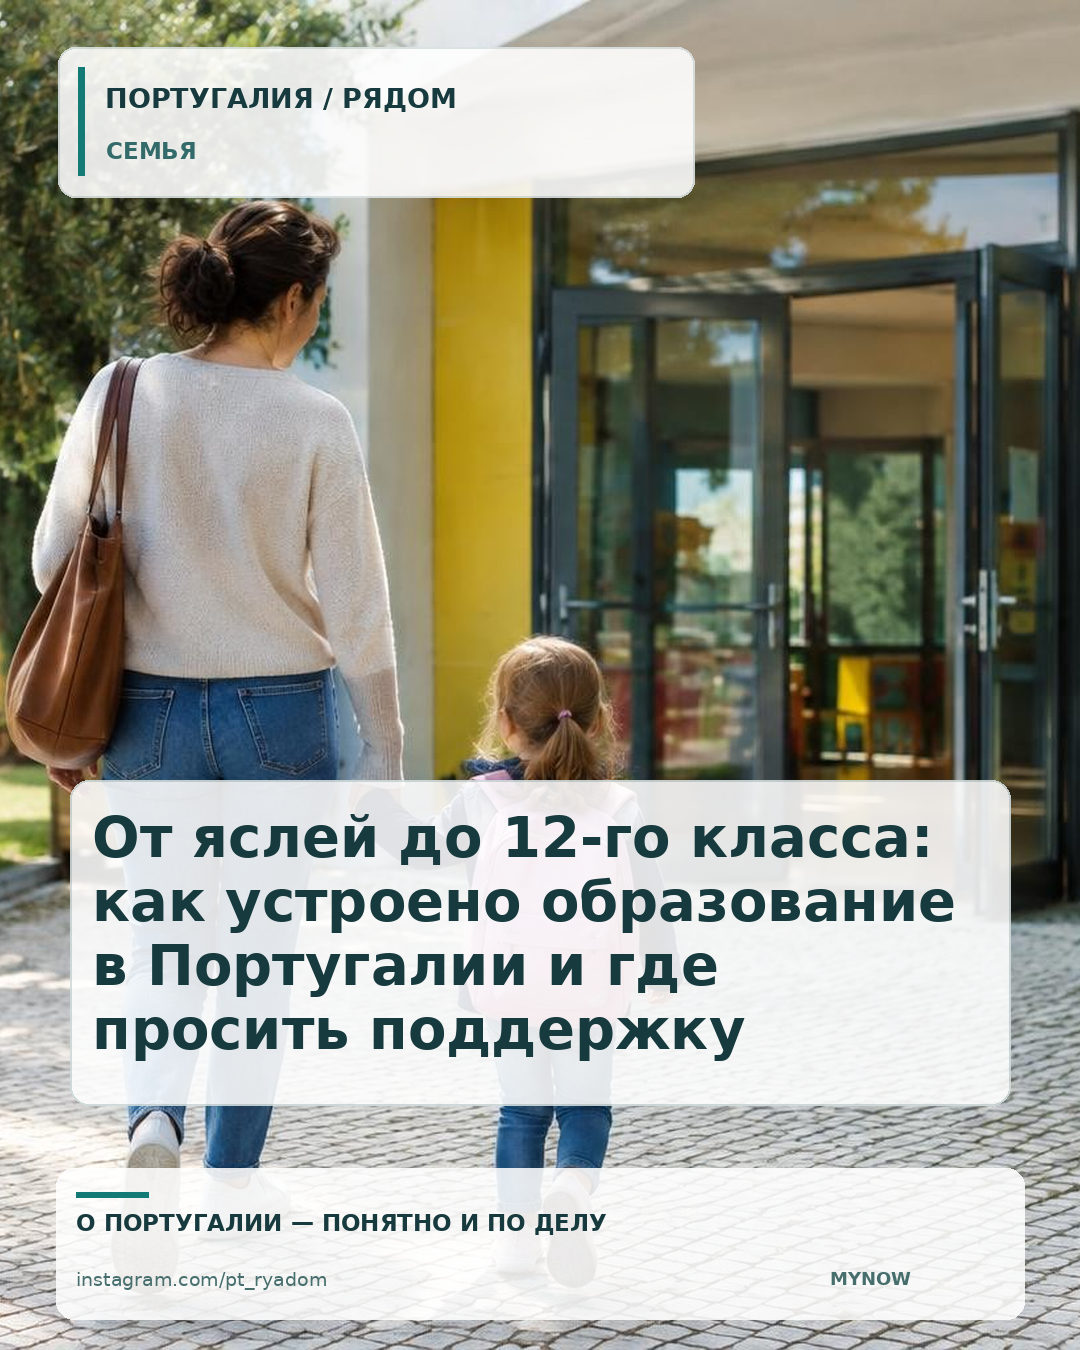 ПОРТУГАЛИЯ / РЯДОМ
СЕМЬЯ
От яслей до 12-го класса:
как устроено образование
в Португалии и где
просить поддержку
О ПОРТУГАЛИИ — ПОНЯТНО И ПО ДЕЛУ
instagram.com/pt_ryadom
MYNOW